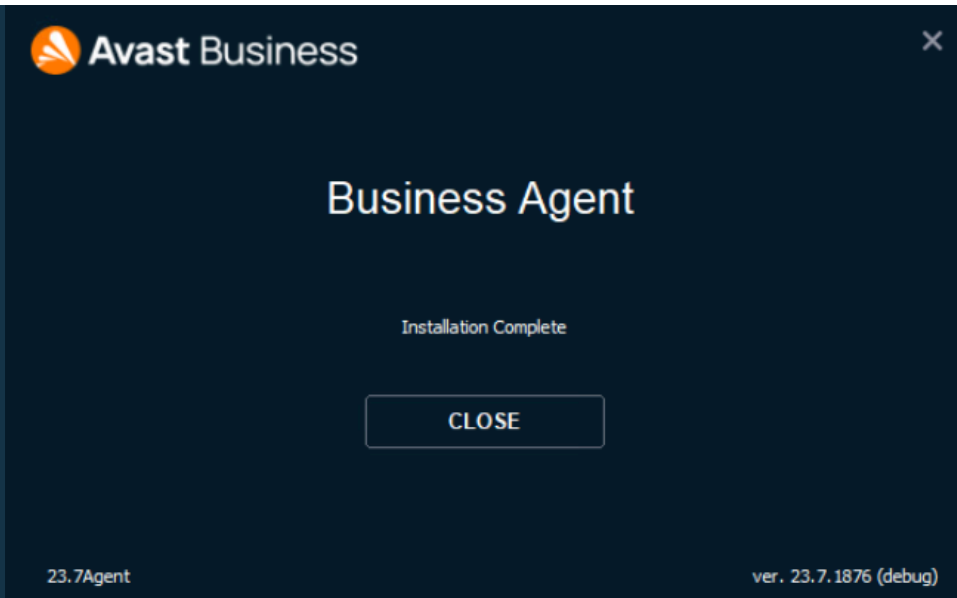 Avast Business
Business Agent
Installation Complete
CLOSE
23.7Agent
ver. 23.7.1876 (debug)